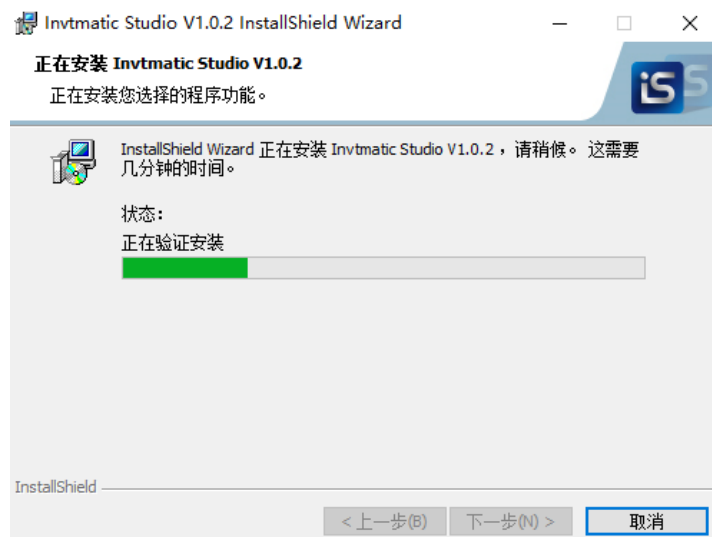 Invtmatic Studio V1.0.2 InstallShield Wizard
正在安装 Invtmatic Studio V1.0.2
正在安装您选择的程序功能。
iS S
InstallShield Wizard 正在安装 Invtmatic Studio V1.0.2，请稍候。 这需要
几分钟的时间。
状态：
正在验证安装
InstallShield
< 上一步(B)
下一步(N) >
取消